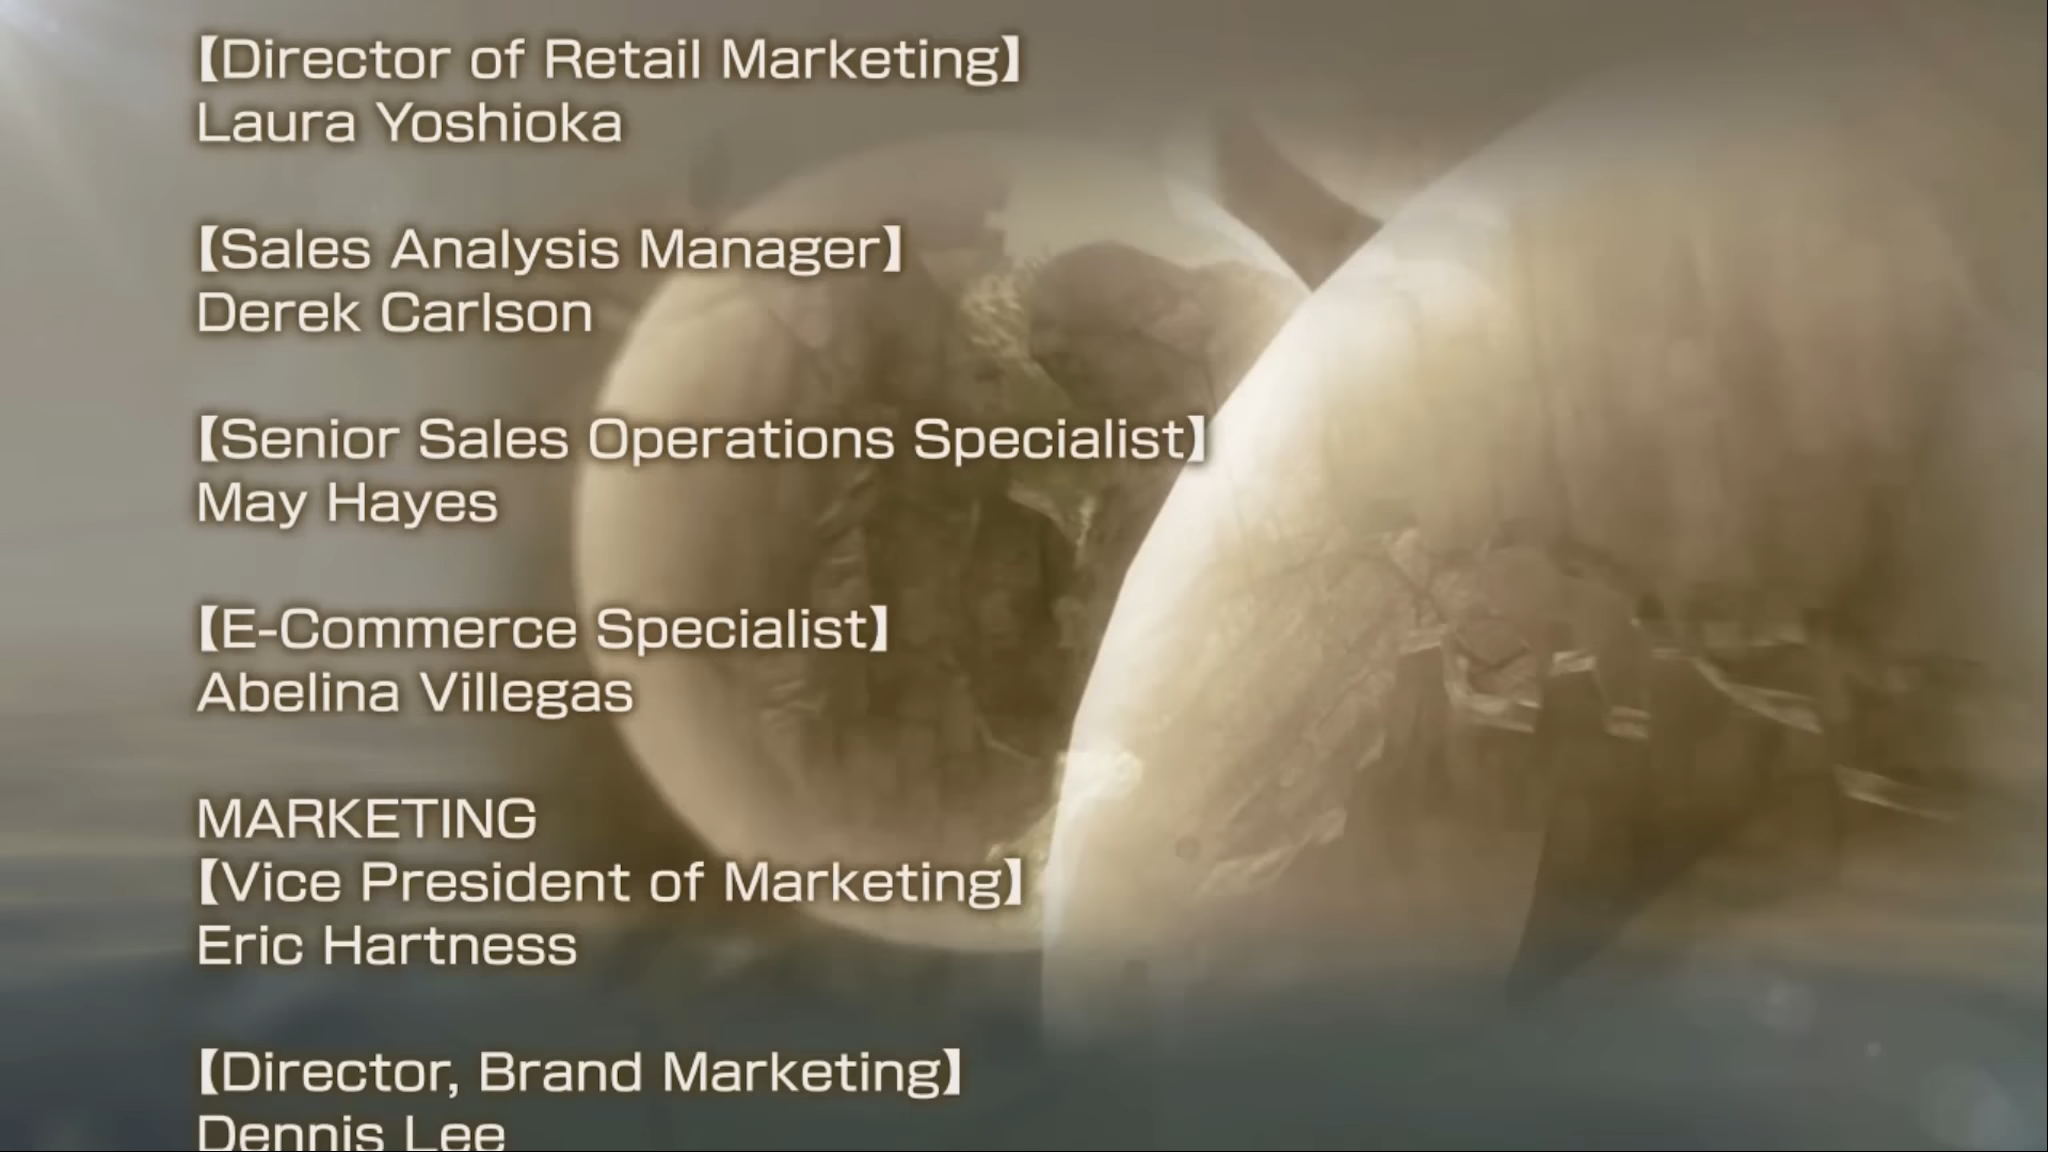 【Director of Retail Marketing】
Laura Yoshioka
【Sales Analysis Manager】
Derek Carlson
【Senior Sales Operations Specialist】
May Hayes
【E-Commerce Specialist】
Abelina Villegas
MARKETING
【Vice President of Marketing】
Eric Hartness
【Director, Brand Marketing】
Dennis Lee